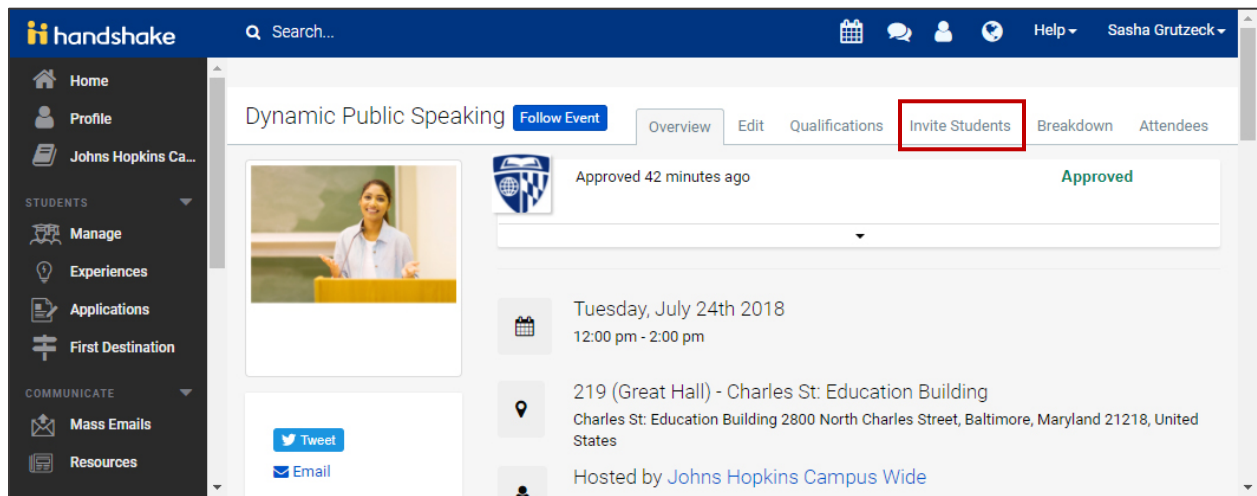 handshake
Search...
Help
Sasha Grutzeck
Home
Profile
Johns Hopkins Ca...
STUDENTS
Manage
Experiences
Applications
First Destination
COMMUNICATE
Mass Emails
Resources
Dynamic Public Speaking
Follow Event
Overview
Edit
Qualifications
Invite Students
Breakdown
Attendees
Approved 42 minutes ago
Approved
Tweet
Email
Tuesday, July 24th 2018
12:00 pm - 2:00 pm
219 (Great Hall) - Charles St: Education Building
Charles St: Education Building 2800 North Charles Street, Baltimore, Maryland 21218, United
States
Hosted by Johns Hopkins Campus Wide